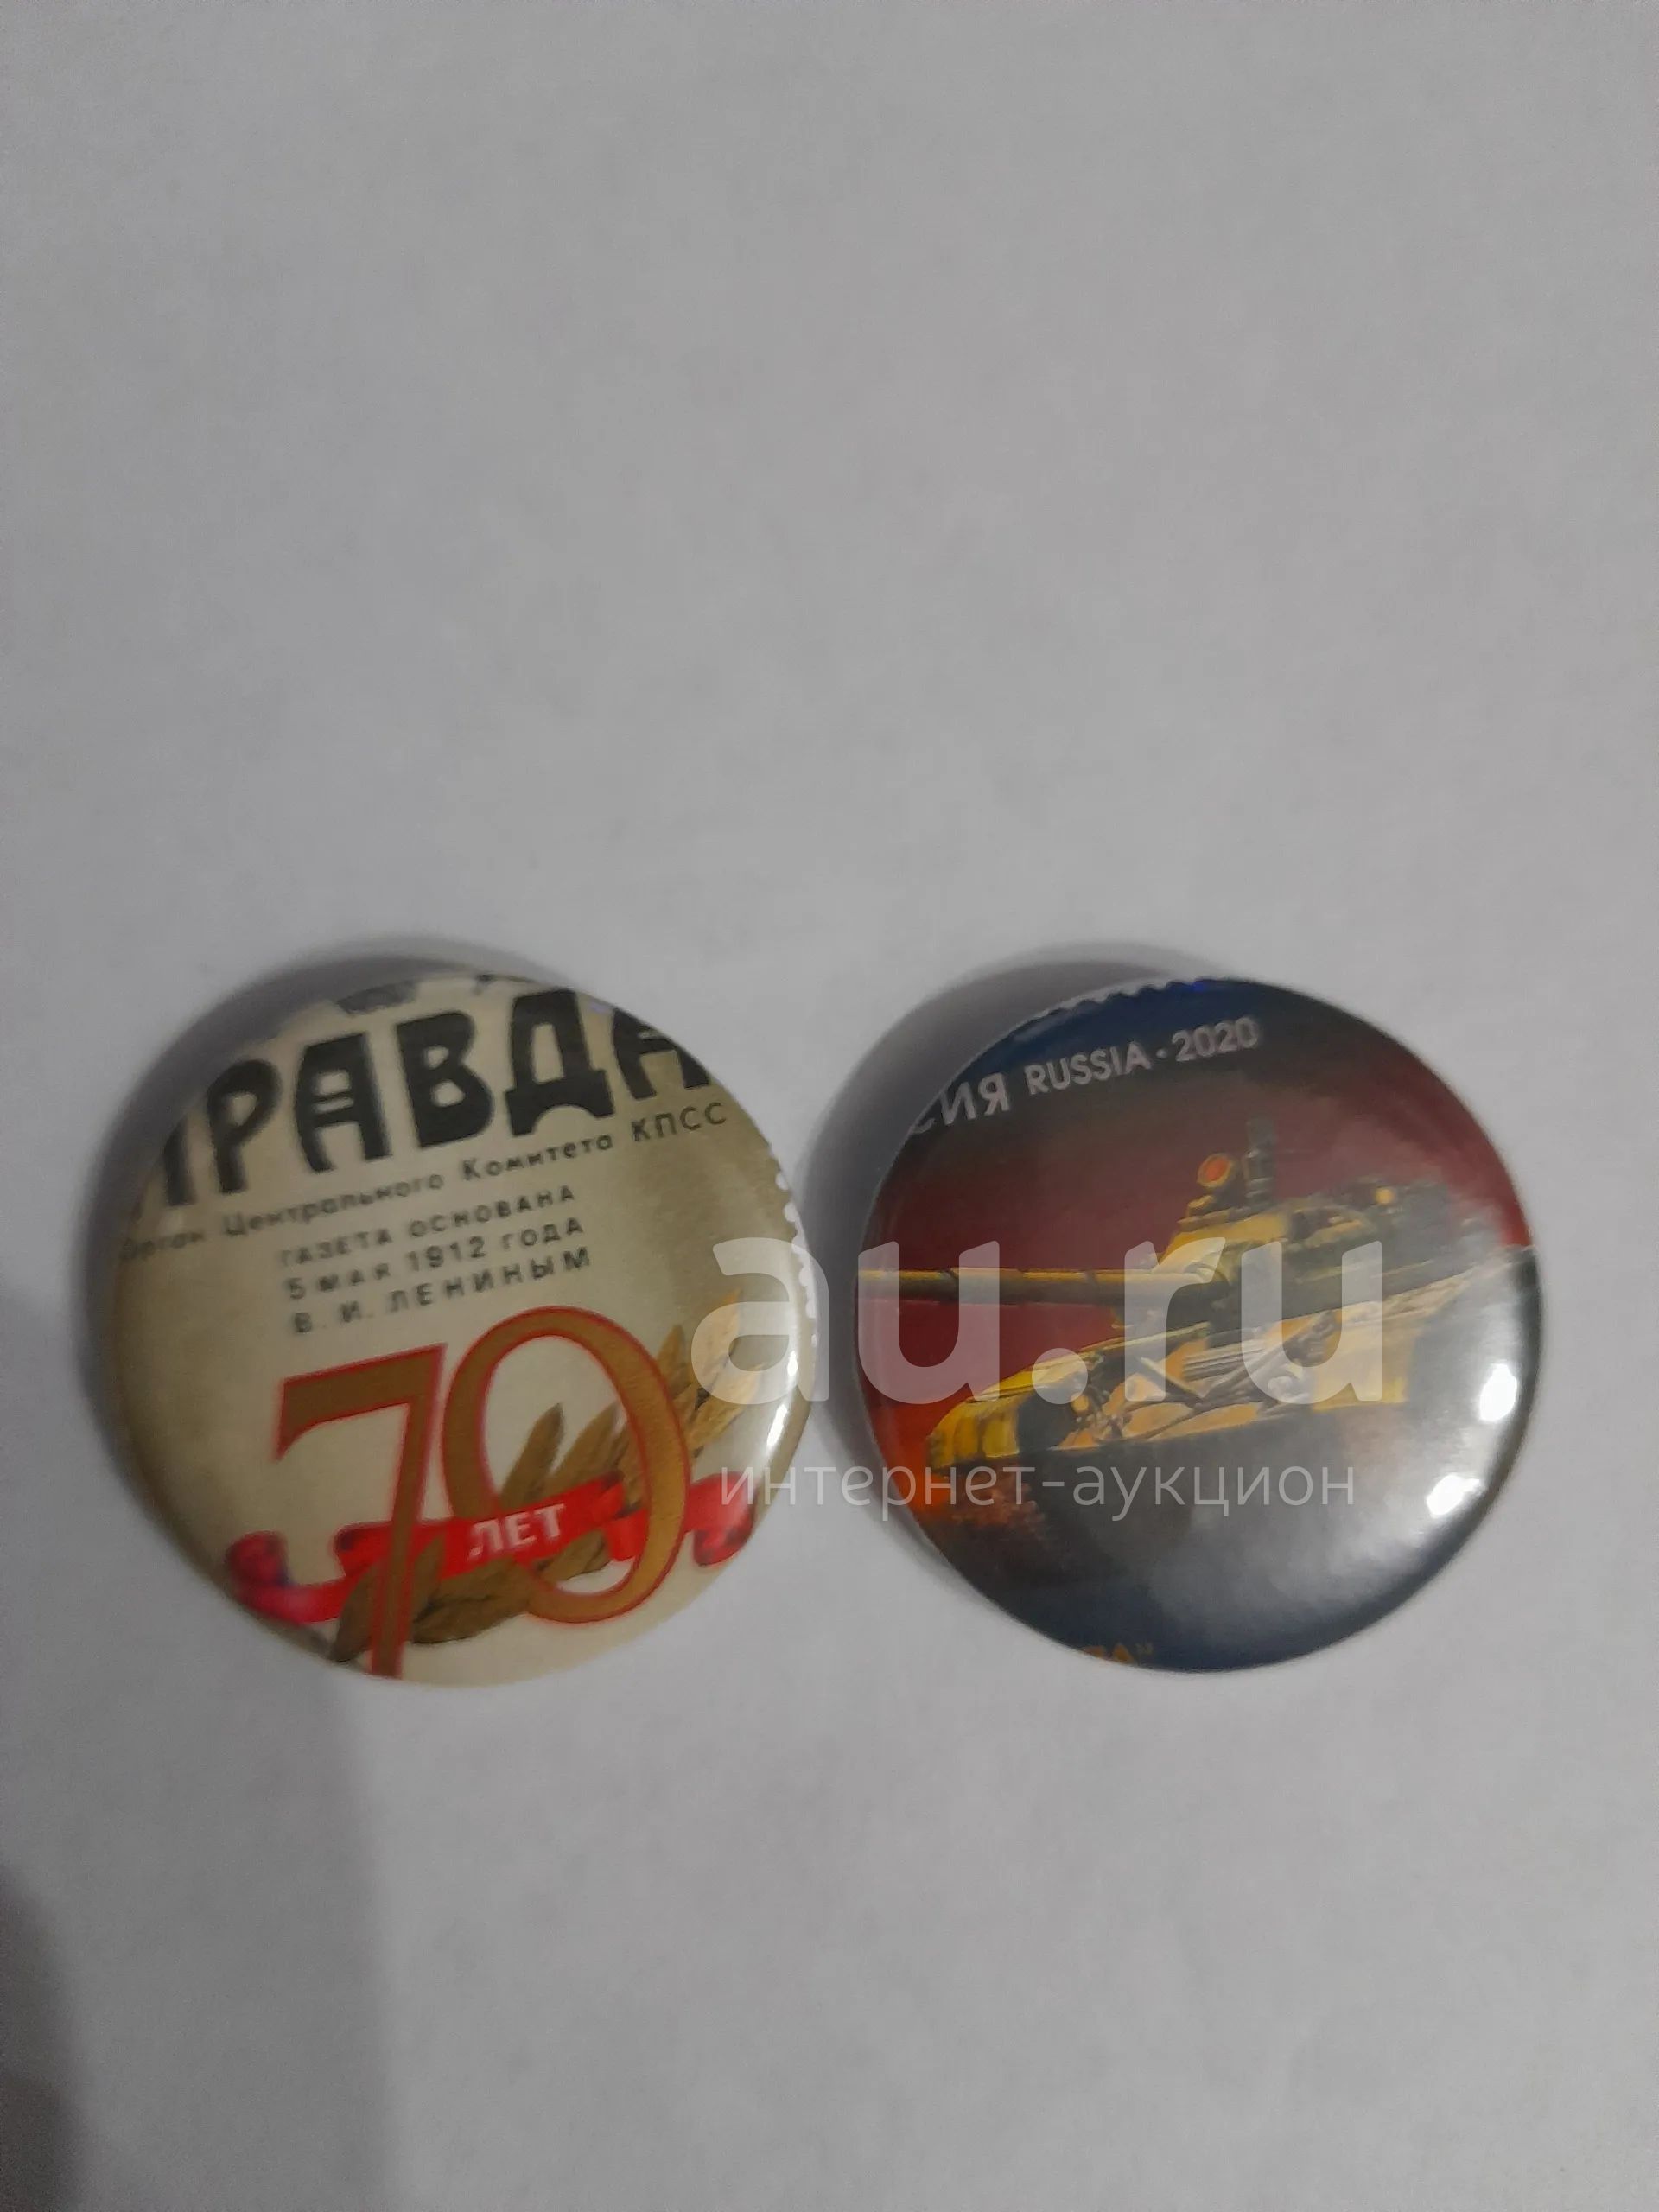 ПРАВДА
Орган Центрального Комитета КПСС
ГАЗЕТА ОСНОВАНА
5 МАЯ 1912 ГОДА
В. И. ЛЕНИНЫМ
70
ЛЕТ
СИЯ RUSSIA · 2020
au.ru
интернет-аукцион